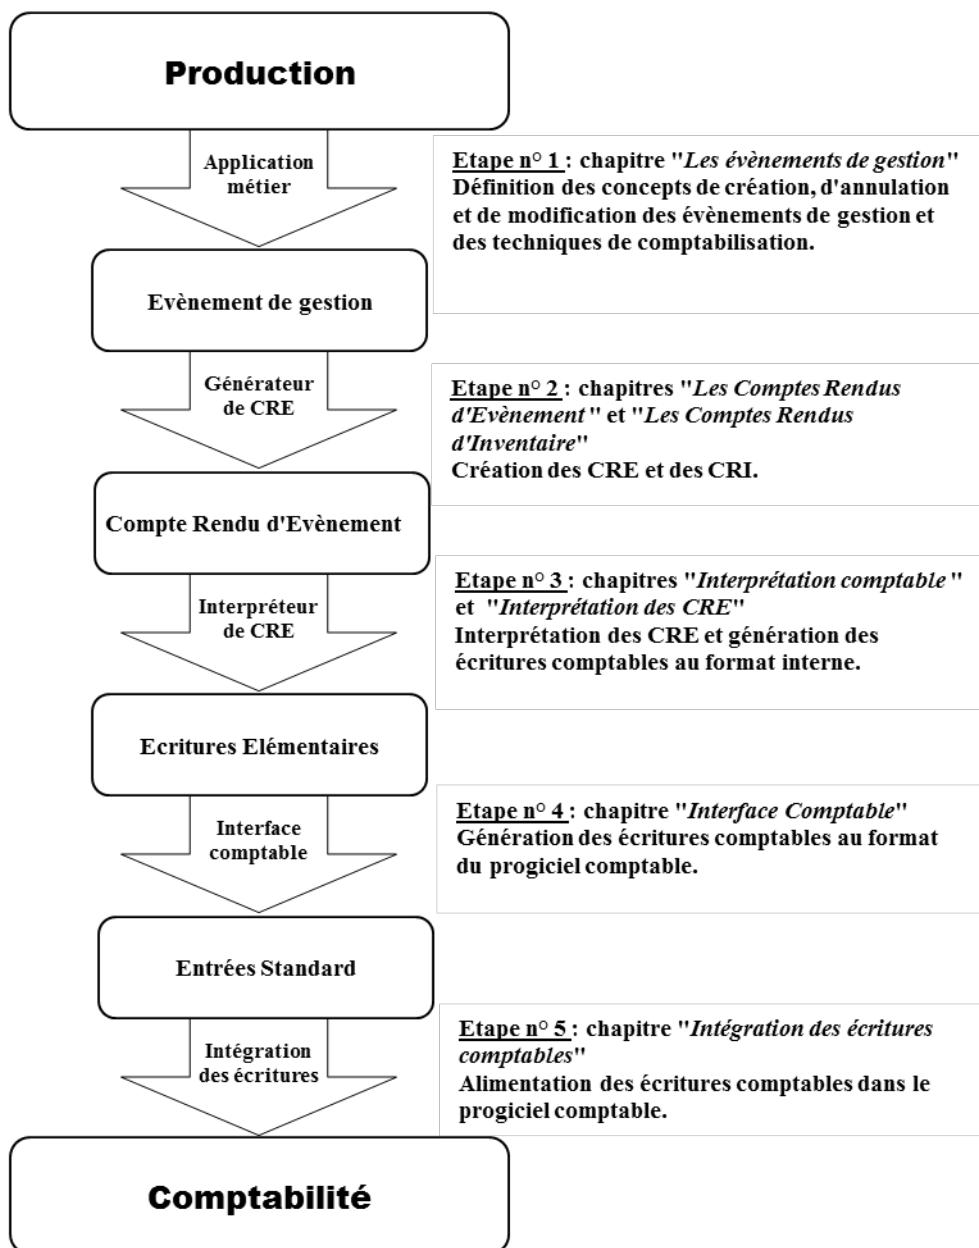 Production
Application
métier
Etape n° 1 : chapitre "Les évènements de gestion"
Définition des concepts de création, d'annulation
et de modification des évènements de gestion et
des techniques de comptabilisation.
Evènement de gestion
Générateur
de CRE
Etape n° 2 : chapitres "Les Comptes Rendus
d'Evènement" et "Les Comptes Rendus
d'Inventaire"
Création des CRE et des CRI.
Compte Rendu d'Evènement
Interpréteur
de CRE
Etape n° 3 : chapitres "Interprétation comptable"
et "Interprétation des CRE"
Interprétation des CRE et génération des
écritures comptables au format interne.
Ecritures Elémentaires
Interface
comptable
Etape n° 4 : chapitre "Interface Comptable"
Génération des écritures comptables au format
du progiciel comptable.
Entrées Standard
Intégration
des écritures
Etape n° 5 : chapitre "Intégration des écritures
comptables"
Alimentation des écritures comptables dans le
progiciel comptable.
Comptabilité